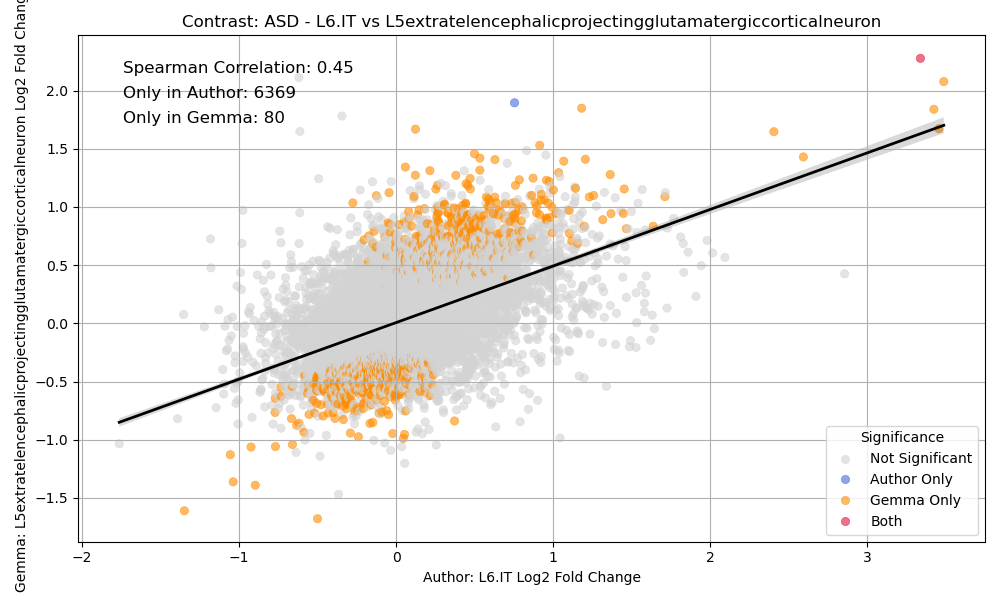 Contrast: ASD - L6.IT vs L5extratelencephalicprojectingglutamatergiccorticalneuron
Spearman Correlation: 0.45
Only in Author: 6369
Only in Gemma: 80
Gemma: L5extratelencephalicprojectingglutamatergiccorticalneuron Log2 Fold
2.0
1.5
1.0
0.5
0.0
−0.5
−1.0
−1.5
−2
−1
0
1
2
3
Author: L6.IT Log2 Fold Change
Significance
Not Significant
Author Only
Gemma Only
Both